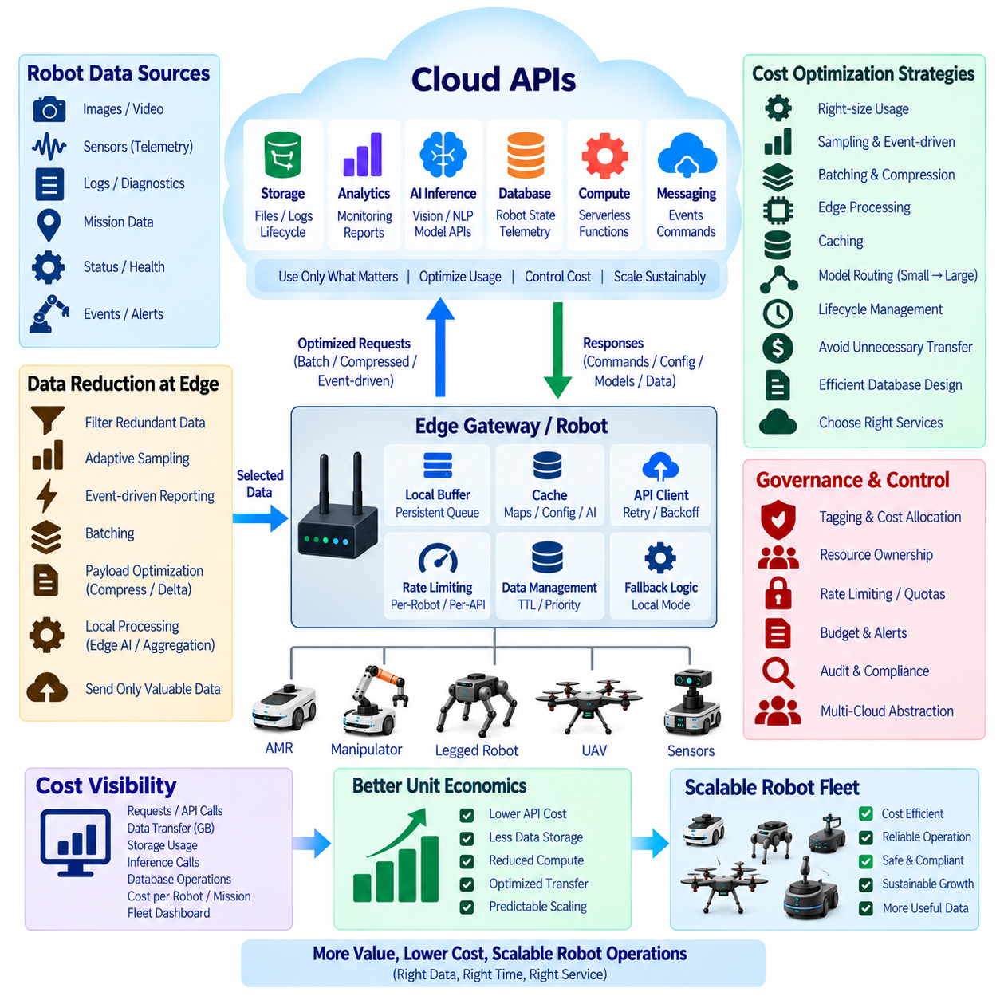 Cloud APIs
Storage
Files / Logs
Lifecycle
Analytics
Monitoring
Reports
AI Inference
Vision / NLP
Model APIs
Database
Robot State
Telemetry
Compute
Serverless
Functions
Messaging
Events
Commands
Use Only What Matters | Optimize Usage | Control Cost | Scale Sustainably
Robot Data Sources
Images / Video
Sensors (Telemetry)
Logs / Diagnostics
Mission Data
Status / Health
Events / Alerts
Cost Optimization Strategies
Right-size Usage
Sampling & Event-driven
Batching & Compression
Edge Processing
Caching
Model Routing (Small → Large)
Lifecycle Management
Avoid Unnecessary Transfer
Efficient Database Design
Choose Right Services
Optimized Requests
(Batch / Compressed /
Event-driven)
Responses
(Commands / Config /
Models / Data)
Data Reduction at Edge
Filter Redundant Data
Adaptive Sampling
Event-driven Reporting
Batching
Payload Optimization
(Compress / Delta)
Local Processing
(Edge AI / Aggregation)
Send Only Valuable Data
Selected
Data
Edge Gateway / Robot
Local Buffer
Persistent Queue
Cache
Maps / Config / AI
API Client
Retry / Backoff
Rate Limiting
Per-Robot / Per-API
Data Management
TTL / Priority
Fallback Logic
Local Mode
Governance & Control
Tagging & Cost Allocation
Resource Ownership
Rate Limiting / Quotas
Budget & Alerts
Audit & Compliance
Multi-Cloud Abstraction
AMR
Manipulator
Legged Robot
UAV
Sensors
Cost Visibility
Requests / API Calls
Data Transfer (GB)
Storage Usage
Inference Calls
Database Operations
Cost per Robot / Mission
Fleet Dashboard
Better Unit Economics
Lower API Cost
Less Data Storage
Reduced Compute
Optimized Transfer
Predictable Scaling
Scalable Robot Fleet
Cost Efficient
Reliable Operation
Safe & Compliant
Sustainable Growth
More Useful Data
More Value, Lower Cost, Scalable Robot Operations
(Right Data, Right Time, Right Service)